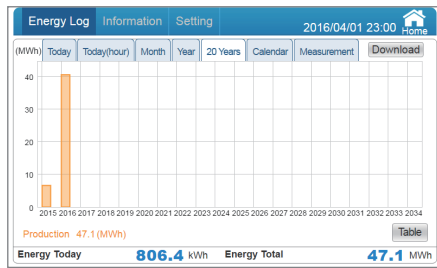 Energy Log Information Setting 2016/04/01 23:00 Home
(MWh) Today Today(hour) Month Year 20 Years Calendar Measurement Download
40
30
20
10
0
2015 2016 2017 2018 2019 2020 2021 2022 2023 2024 2025 2026 2027 2028 2029 2030 2031 2032 2033 2034
Production 47.1 (MWh) Table
Energy Today 806.4 kWh Energy Total 47.1 MWh